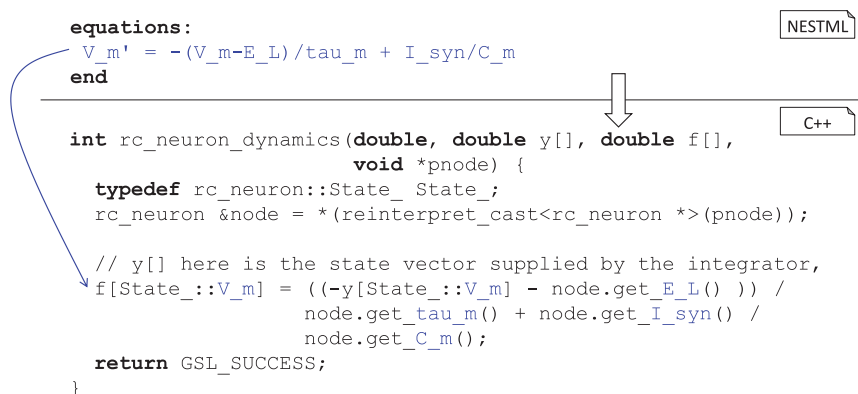 equations:
NESTML
V_m' = -(V_m-E_L)/tau_m + I_syn/C_m
end
C++
int rc_neuron_dynamics(double, double y[], double f[],
void *pnode) {
typedef rc_neuron::State_ State_;
rc_neuron &node = *(reinterpret_cast<rc_neuron *>(pnode));
// y[] here is the state vector supplied by the integrator,
f[State_::V_m] = ((-y[State_::V_m] - node.get_E_L() )) /
node.get_tau_m() + node.get_I_syn() /
node.get_C_m();
return GSL_SUCCESS;
}